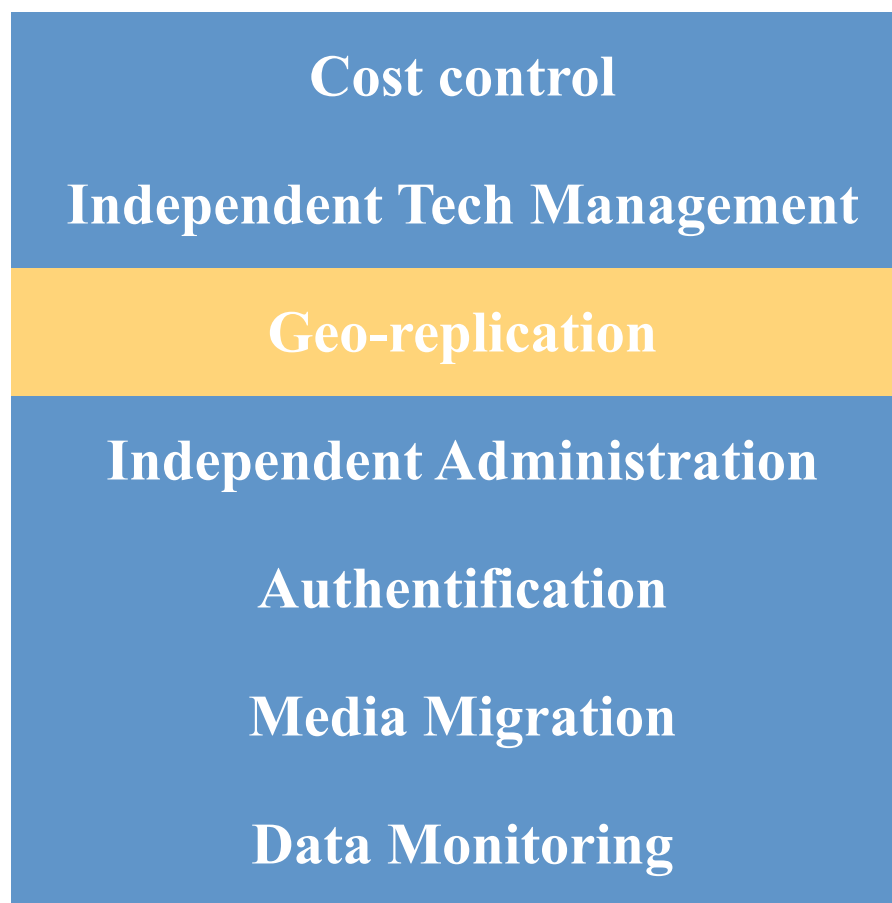 Cost control
Independent Tech Management
Geo-replication
Independent Administration
Authentification
Media Migration
Data Monitoring